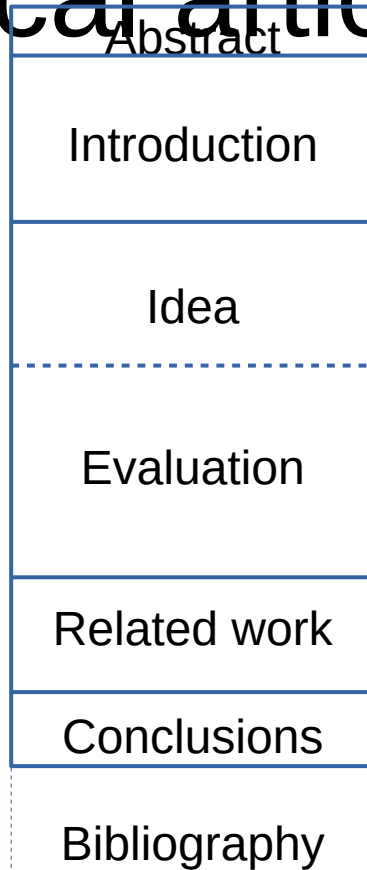 Abstract
Introduction
Idea
Evaluation
Related work
Conclusions
Bibliography